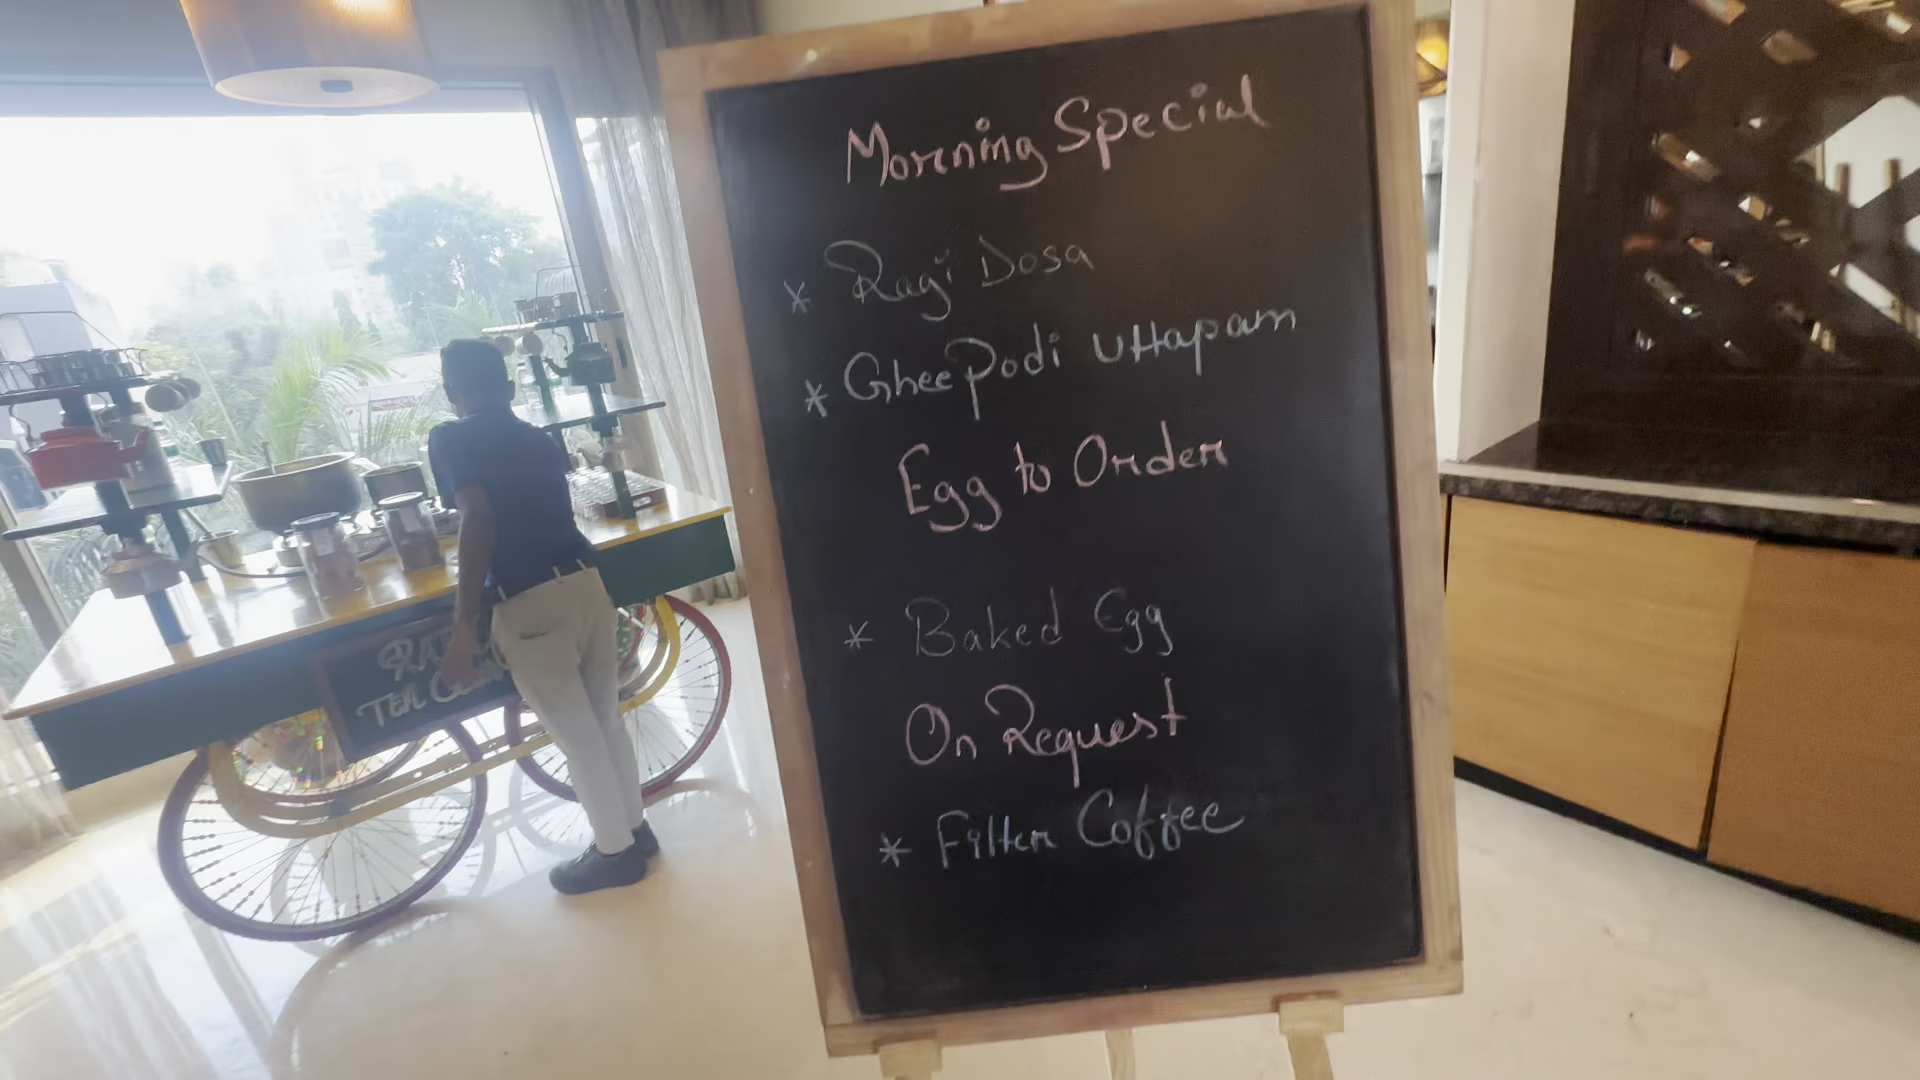 Morning Special
* Ragi Dosa
* Ghee Podi Uttapam
Egg to Order
* Baked Egg
On Request
* Filter Coffee